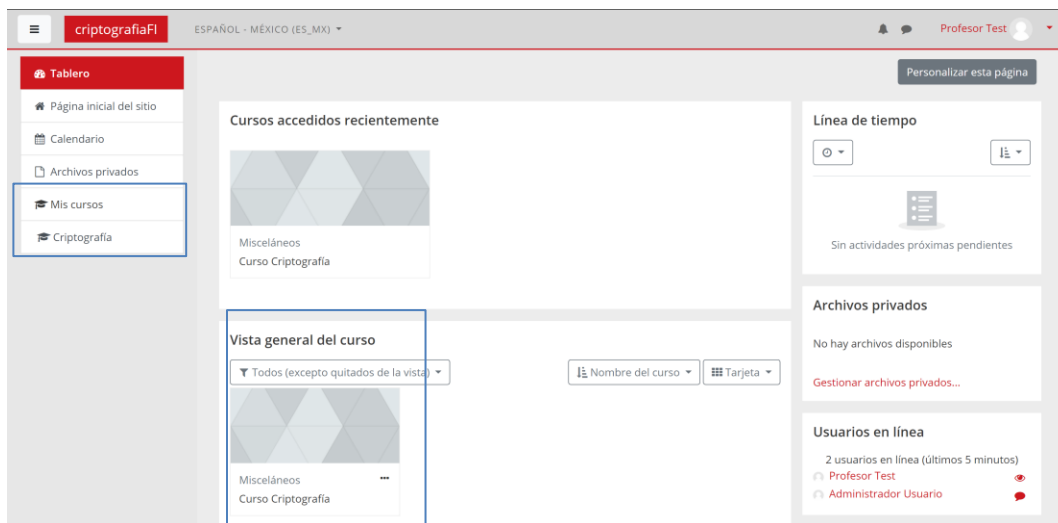 criptografiaFI
ESPAÑOL - MÉXICO (ES_MX)
Profesor Test
Tablero
Página inicial del sitio
Calendario
Archivos privados
Mis cursos
Criptografía
Personalizar esta página
Cursos accedidos recientemente
Misceláneos
Curso Criptografía
Vista general del curso
Todos (excepto quitados de la vista)
Nombre del curso
Tarjeta
Misceláneos
Curso Criptografía
Línea de tiempo
Sin actividades próximas pendientes
Archivos privados
No hay archivos disponibles
Gestionar archivos privados...
Usuarios en línea
2 usuarios en línea (últimos 5 minutos)
Profesor Test
Administrador Usuario